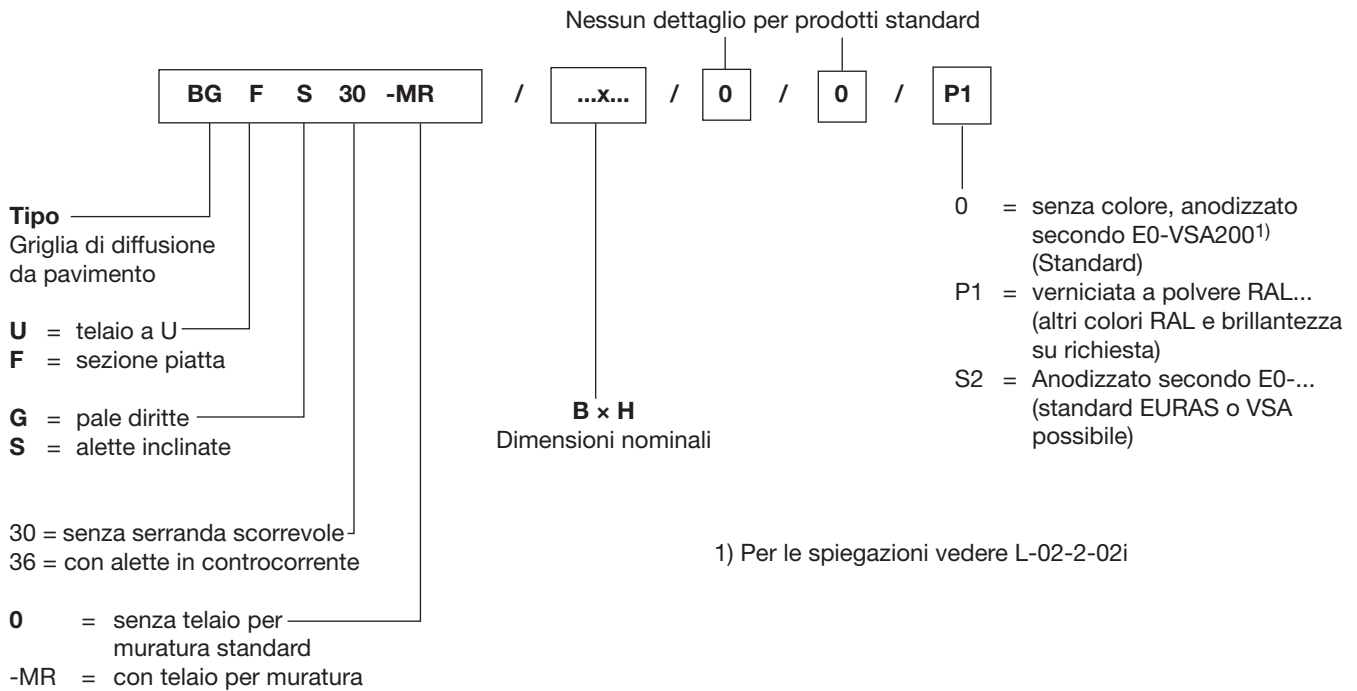 Nessun dettaglio per prodotti standard
BG F S 30 -MR / ...x... / 0 / 0 / P1
Tipo
Griglia di diffusione
da pavimento
U = telaio a U
F = sezione piatta
G = pale diritte
S = alette inclinate
30 = senza serranda scorrevole
36 = con alette in controcorrente
0 = senza telaio per
muratura standard
-MR = con telaio per muratura
B × H
Dimensioni nominali
0 = senza colore, anodizzato
secondo E0-VSA200¹⁾
(Standard)
P1 = verniciata a polvere RAL...
(altri colori RAL e brillantezza
su richiesta)
S2 = Anodizzato secondo E0-...
(standard EURAS o VSA
possibile)
1) Per le spiegazioni vedere L-02-2-02i